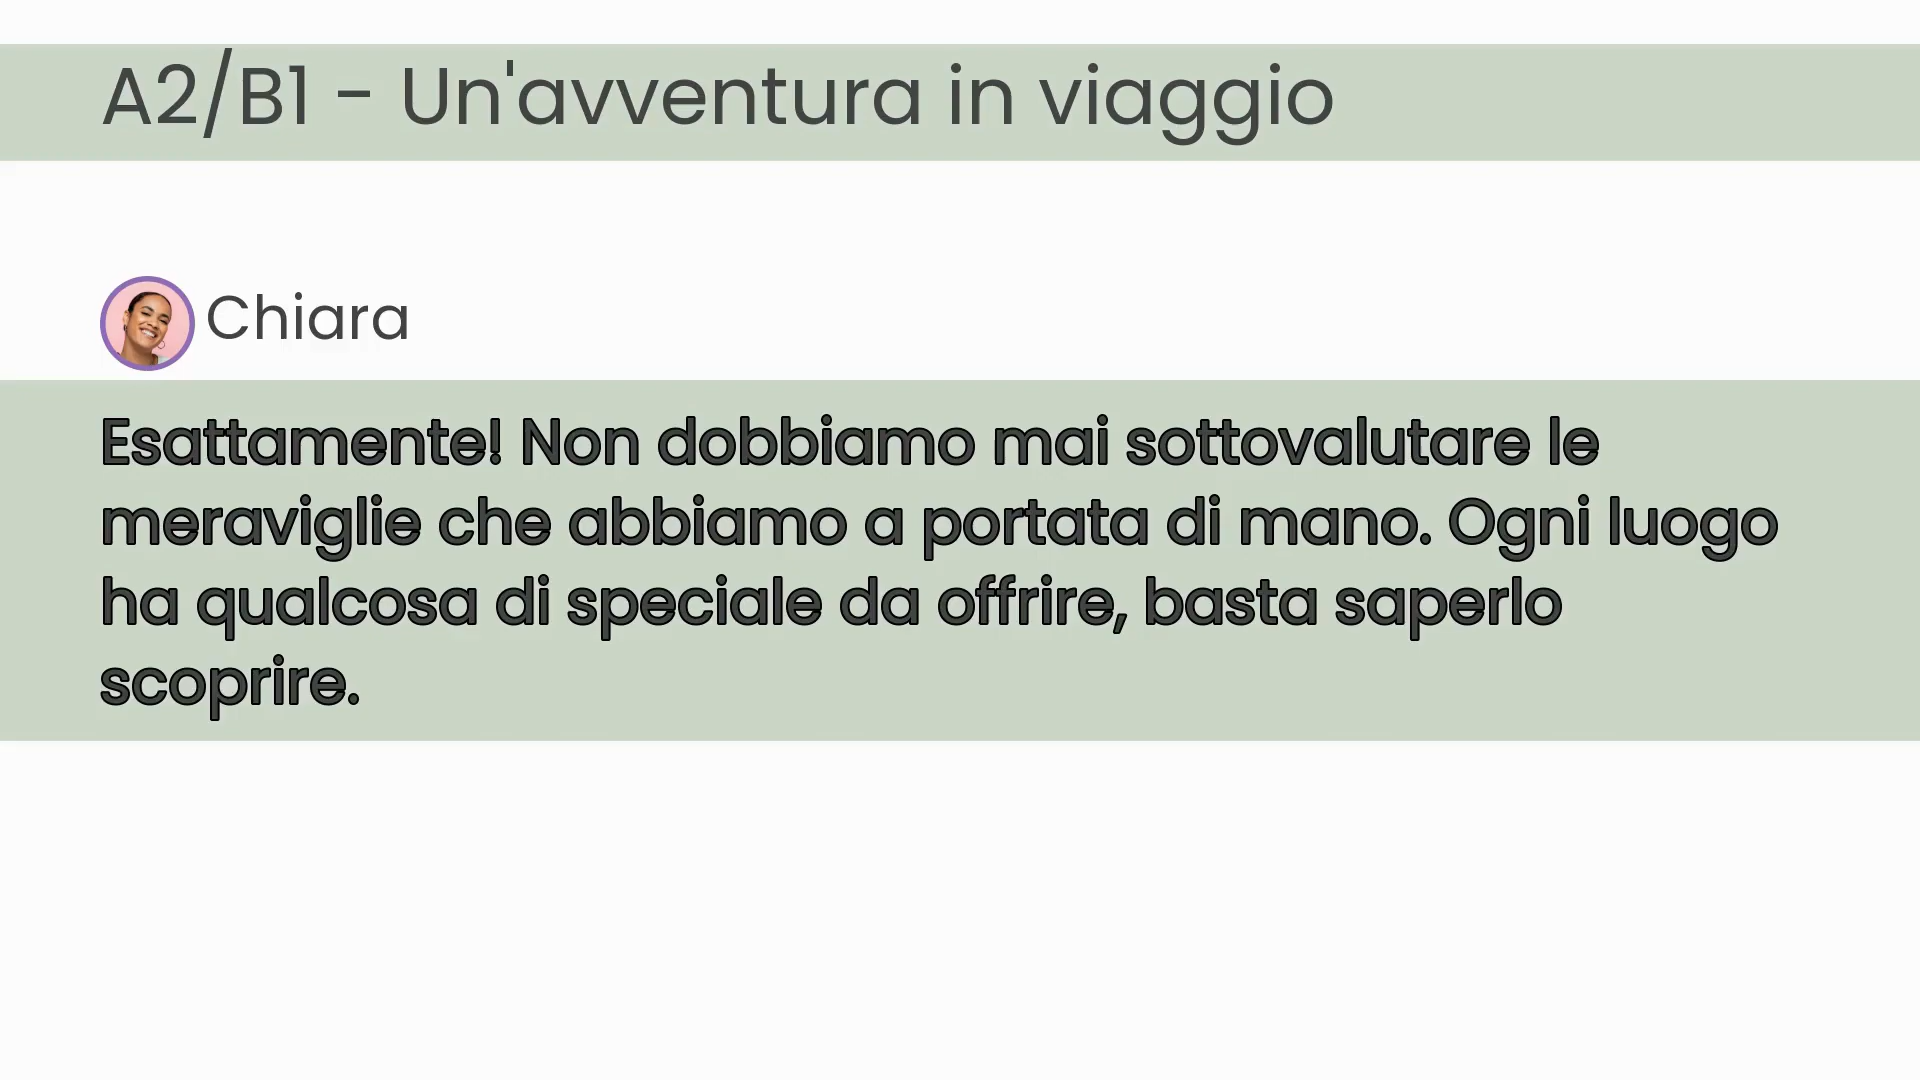 A2/B1 - Un'avventura in viaggio
Chiara
Esattamente! Non dobbiamo mai sottovalutare le
meraviglie che abbiamo a portata di mano. Ogni luogo
ha qualcosa di speciale da offrire, basta saperlo
scoprire.